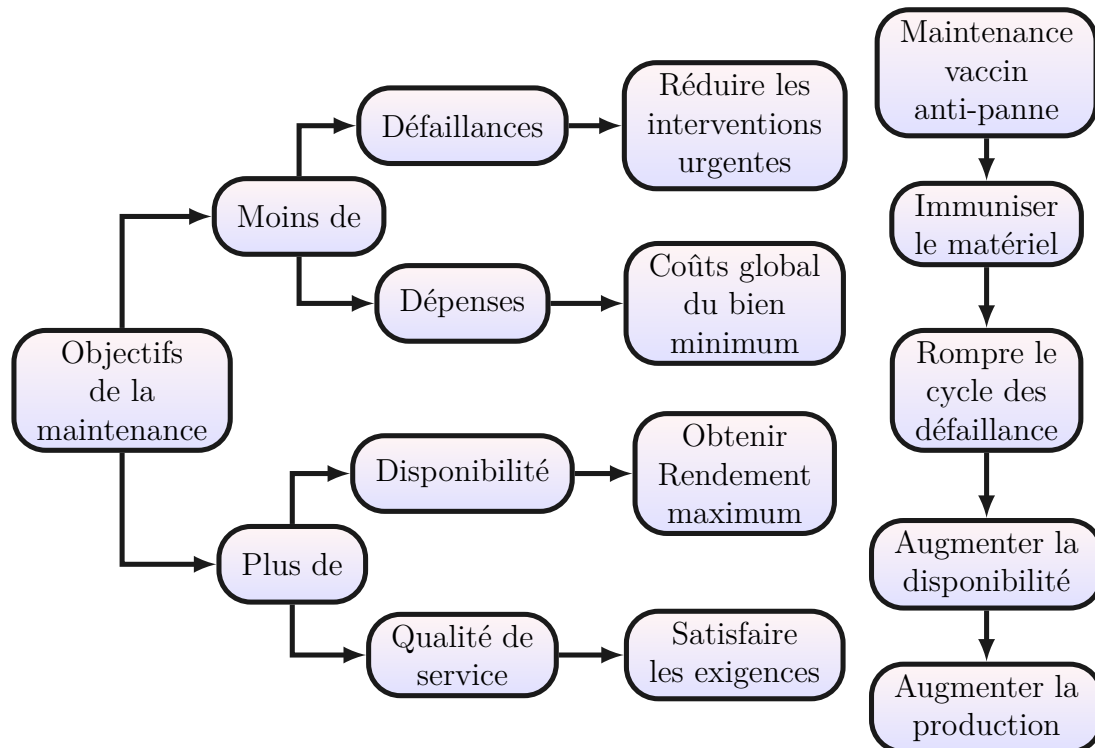 Objectifs
de la
maintenance
Moins de
Défaillances
Réduire les
interventions
urgentes
Dépenses
Coûts global
du bien
minimum
Plus de
Disponibilité
Obtenir
Rendement
maximum
Qualité de
service
Satisfaire
les exigences
Maintenance
vaccin
anti-panne
Immuniser
le matériel
Rompre le
cycle des
défaillance
Augmenter la
disponibilité
Augmenter la
production